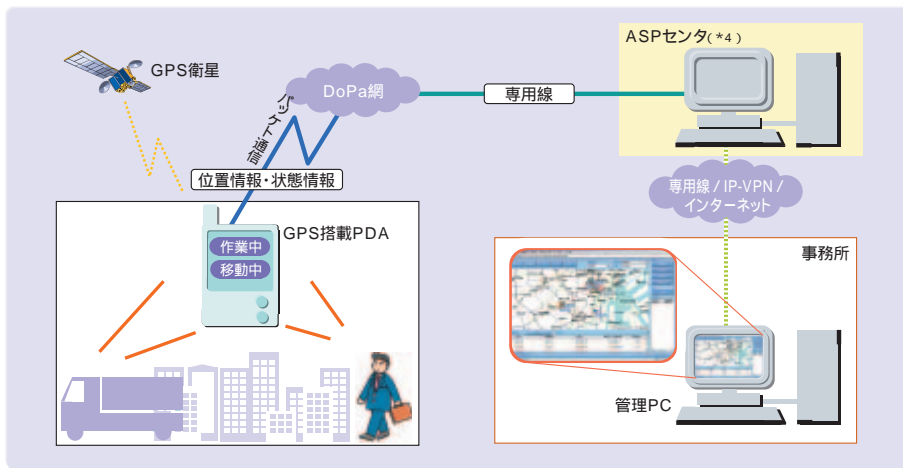 GPS衛星
DoPa網
パケット通信
専用線
ASPセンタ(*4)
位置情報・状態情報
GPS搭載PDA
作業中
移動中
専用線 / IP-VPN /
インターネット
事務所
管理PC